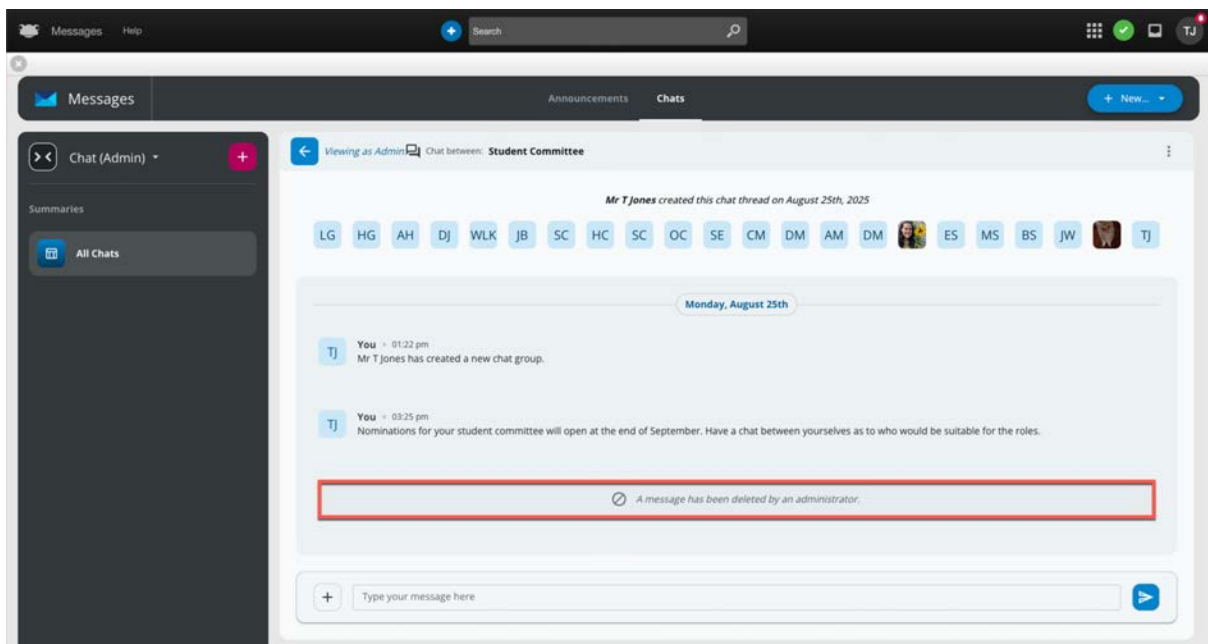 Messages Help Search TJ
Messages Announcements Chats + New...
Chat (Admin) +
Summaries
All Chats
Viewing as Admin Chat between: Student Committee
Mr T Jones created this chat thread on August 25th, 2025
LG HG AH DJ WLK JB SC HC SC OC SE CM DM AM DM ES MS BS JW TJ
Monday, August 25th
You • 01:22 pm
TJ
Mr T Jones has created a new chat group.
You • 03:25 pm
TJ
Nominations for your student committee will open at the end of September. Have a chat between yourselves as to who would be suitable for the roles.
A message has been deleted by an administrator.
+ Type your message here